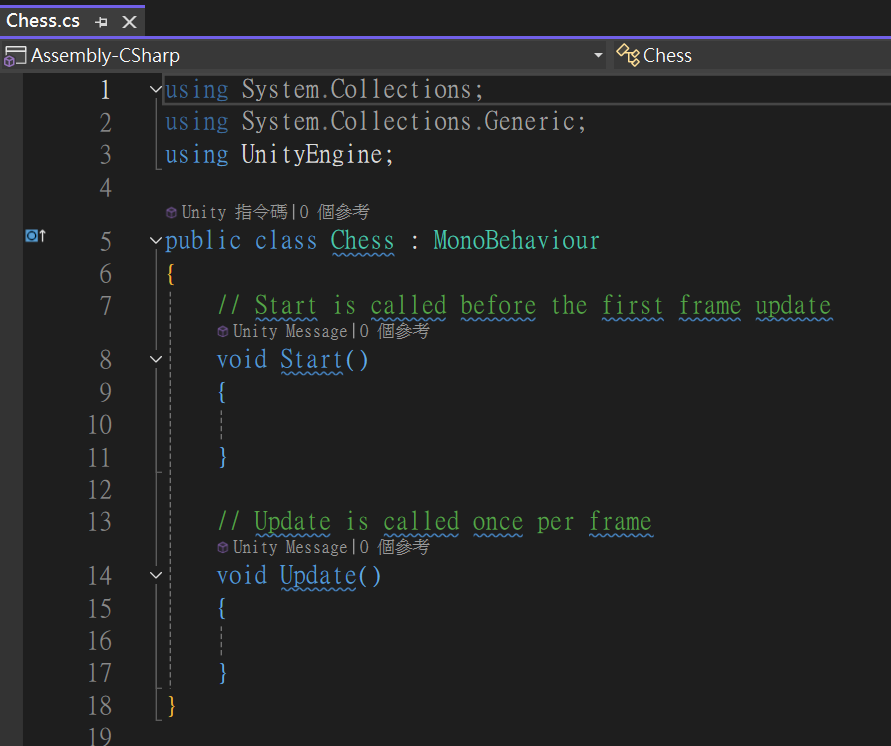 Chess.cs
Assembly-CSharp Chess
1 using System.Collections;
2 using System.Collections.Generic;
3 using UnityEngine;
4
Unity 指令碼|0 個參考
5 public class Chess : MonoBehaviour
6 {
7 // Start is called before the first frame update
Unity Message|0 個參考
8 void Start()
9 {
10
11 }
12
13 // Update is called once per frame
Unity Message|0 個參考
14 void Update()
15 {
16
17 }
18 }
19